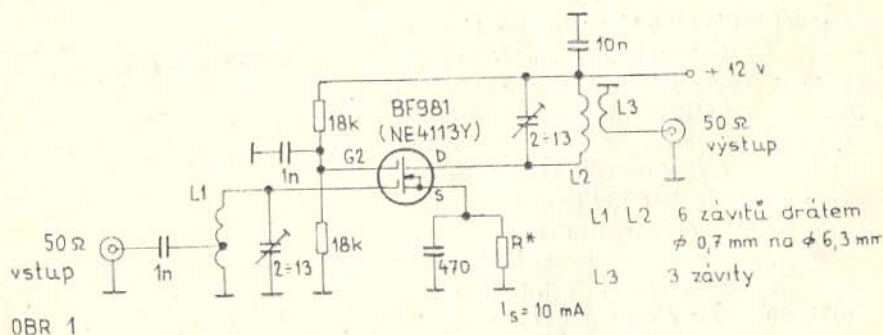 10n
+ 12 v
BF981
(NE4113Y)
18k
2÷13
L3
50 Ω
výstup
G2
D
1n
S
L2
L1
50 Ω
vstup
1n
2÷13
18k
470
R*
I_S = 10 mA
L1 L2 6 závitů drátem
ϕ 0,7 mm na ϕ 6,3 mm
L3 3 závity
OBR 1